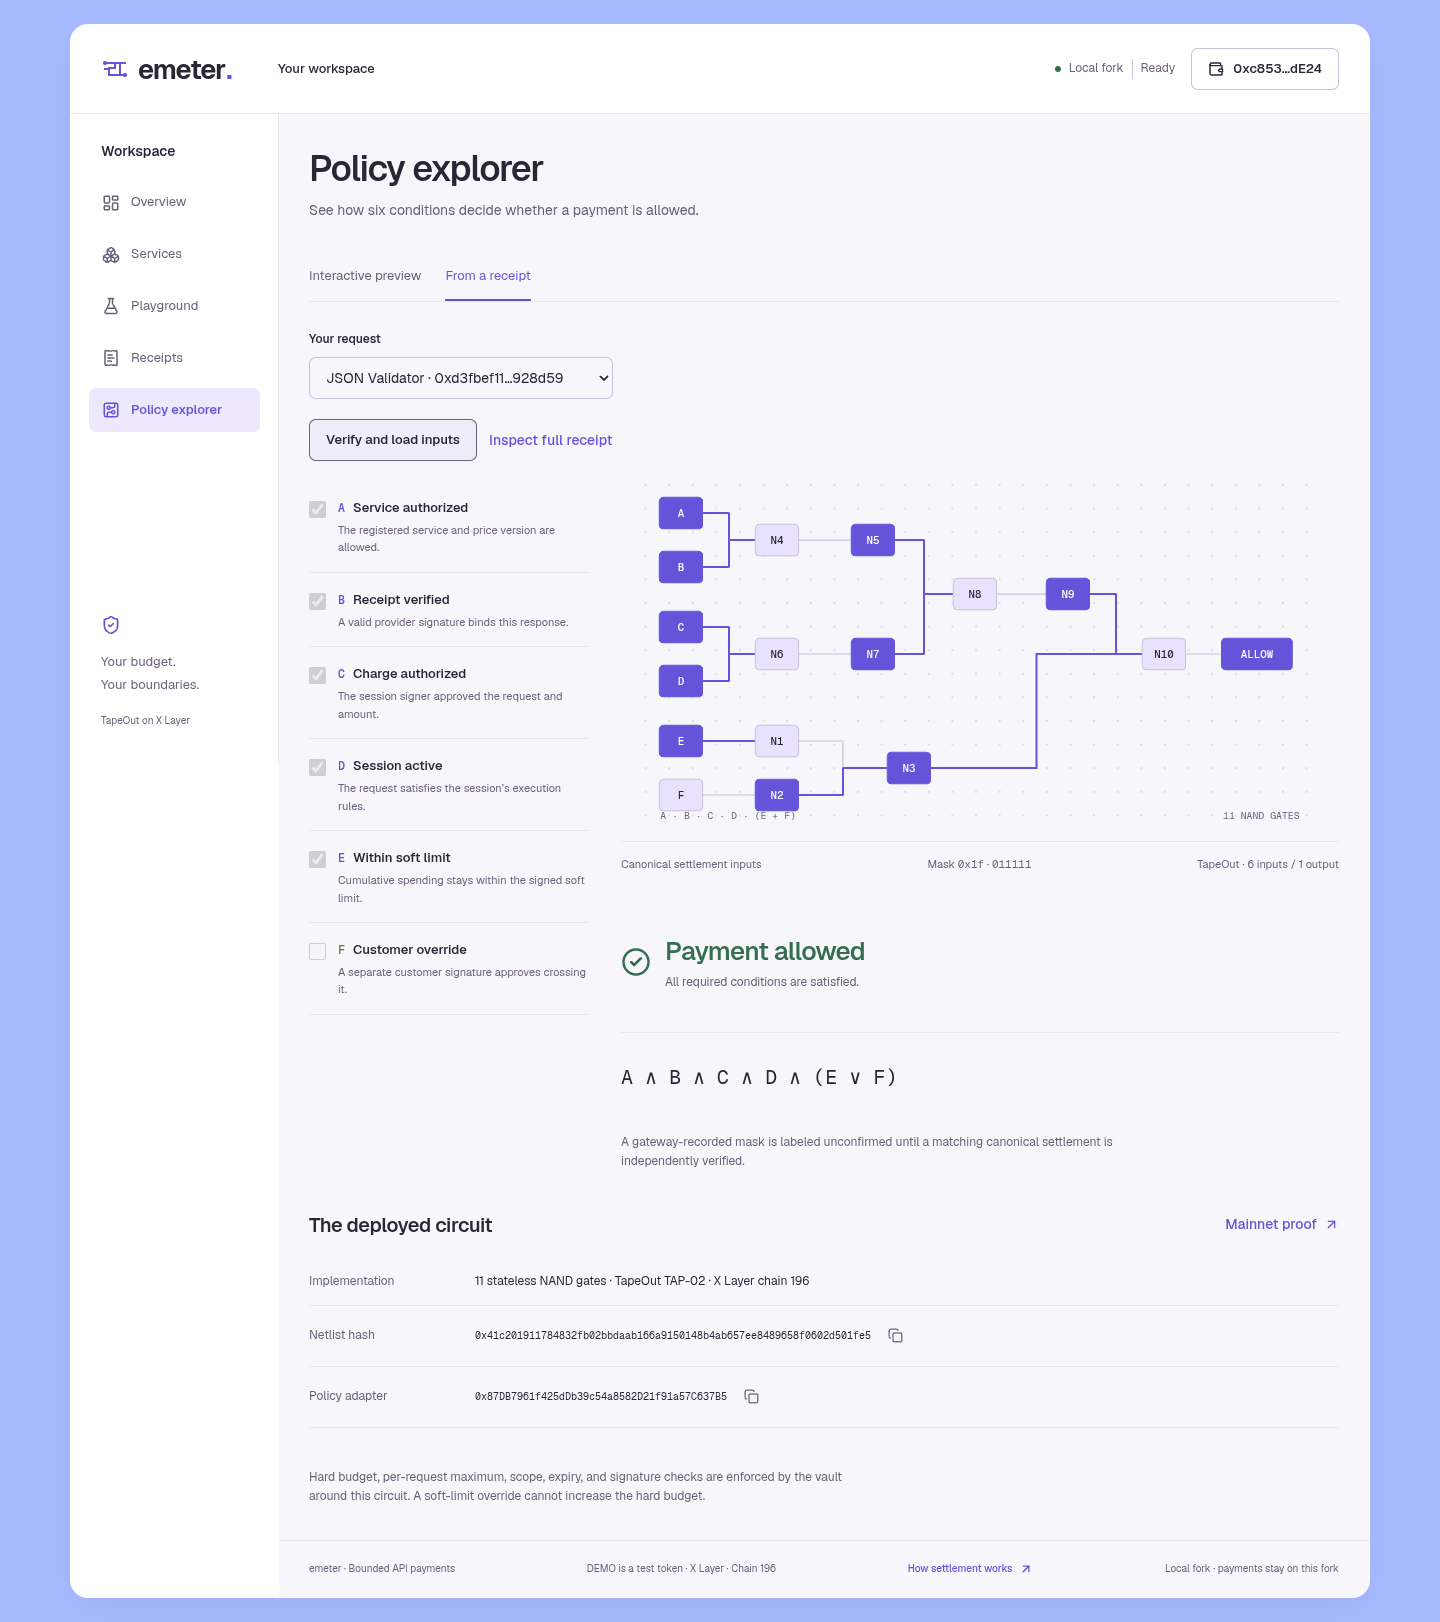 emeter.
Your workspace
Local fork
Ready
0xc853...dE24
Workspace
Overview
Services
Playground
Receipts
Policy explorer
Your budget.
Your boundaries.
TapeOut on X Layer
Policy explorer
See how six conditions decide whether a payment is allowed.
Interactive preview
From a receipt
Your request
JSON Validator · 0xd3fbef11…928d59
Verify and load inputs
Inspect full receipt
A Service authorized
The registered service and price version are
allowed.
B Receipt verified
A valid provider signature binds this response.
C Charge authorized
The session signer approved the request and
amount.
D Session active
The request satisfies the session's execution
rules.
E Within soft limit
Cumulative spending stays within the signed soft
limit.
F Customer override
A separate customer signature approves crossing
it.
A
N4
N5
B
N8
N9
C
N6
N7
N10
ALLOW
D
E
N1
N3
F
N2
A · B · C · D · (E + F)
11 NAND GATES
Canonical settlement inputs
Mask 0x1f · 011111
TapeOut · 6 inputs / 1 output
Payment allowed
All required conditions are satisfied.
A ∧ B ∧ C ∧ D ∧ (E ∨ F)
A gateway-recorded mask is labeled unconfirmed until a matching canonical settlement is
independently verified.
The deployed circuit
Mainnet proof
Implementation
11 stateless NAND gates · TapeOut TAP-02 · X Layer chain 196
Netlist hash
0x41c201911784832fb02bbdaab166a9150148b4ab657ee8489658f0602d501fe5
Policy adapter
0x87DB7961f425dDb39c54a8582D21f91a57C637B5
Hard budget, per-request maximum, scope, expiry, and signature checks are enforced by the vault
around this circuit. A soft-limit override cannot increase the hard budget.
emeter · Bounded API payments
DEMO is a test token · X Layer · Chain 196
How settlement works
Local fork · payments stay on this fork